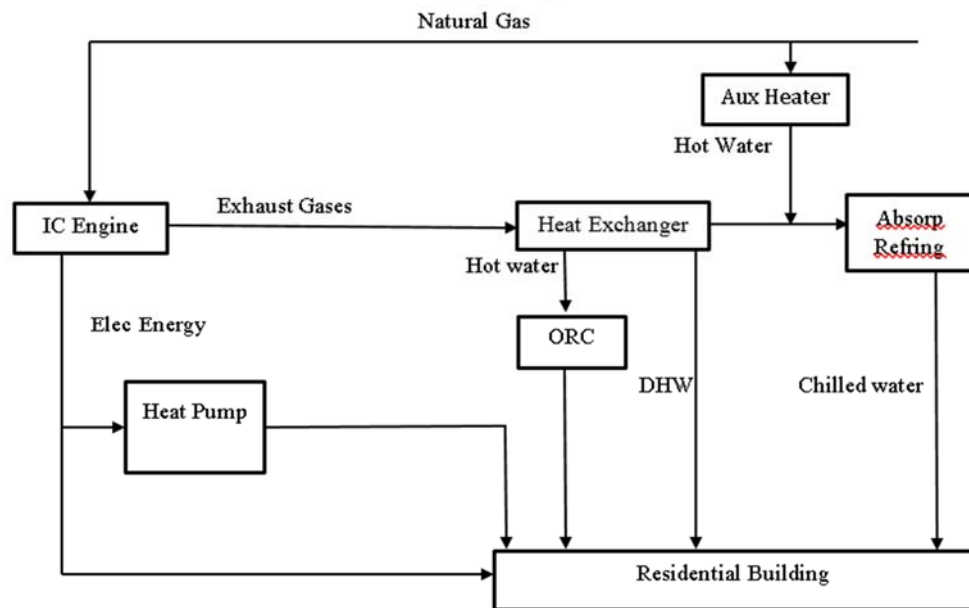 Natural Gas
Aux Heater
Hot Water
Exhaust Gases
IC Engine
Heat Exchanger
Absorp
Refring
Hot water
Elec Energy
ORC
DHW
Chilled water
Heat Pump
Residential Building